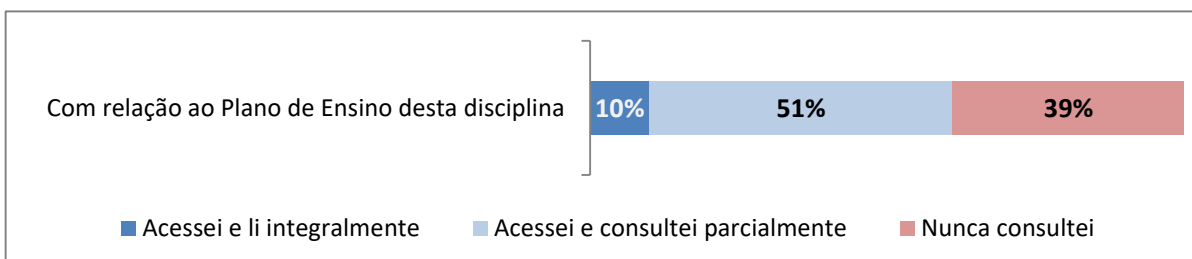 Com relação ao Plano de Ensino desta disciplina
10% 51% 39%
Acessei e li integralmente Acessei e consultei parcialmente Nunca consultei